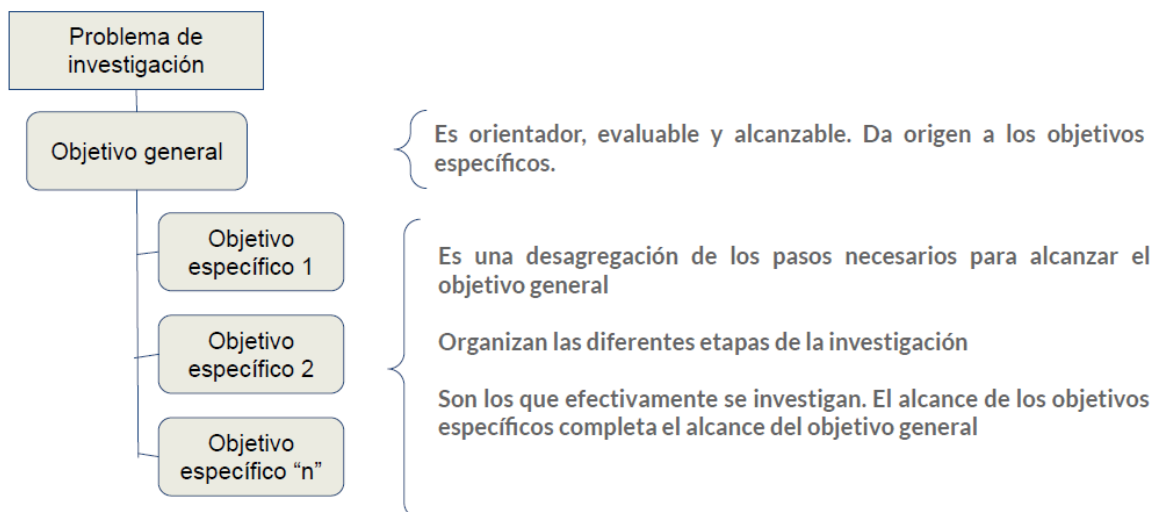 Problema de
investigación
Objetivo general
Es orientador, evaluable y alcanzable. Da origen a los objetivos
específicos.
Objetivo
específico 1
Objetivo
específico 2
Objetivo
específico “n”
Es una desagregación de los pasos necesarios para alcanzar el
objetivo general
Organizan las diferentes etapas de la investigación
Son los que efectivamente se investigan. El alcance de los objetivos
específicos completa el alcance del objetivo general